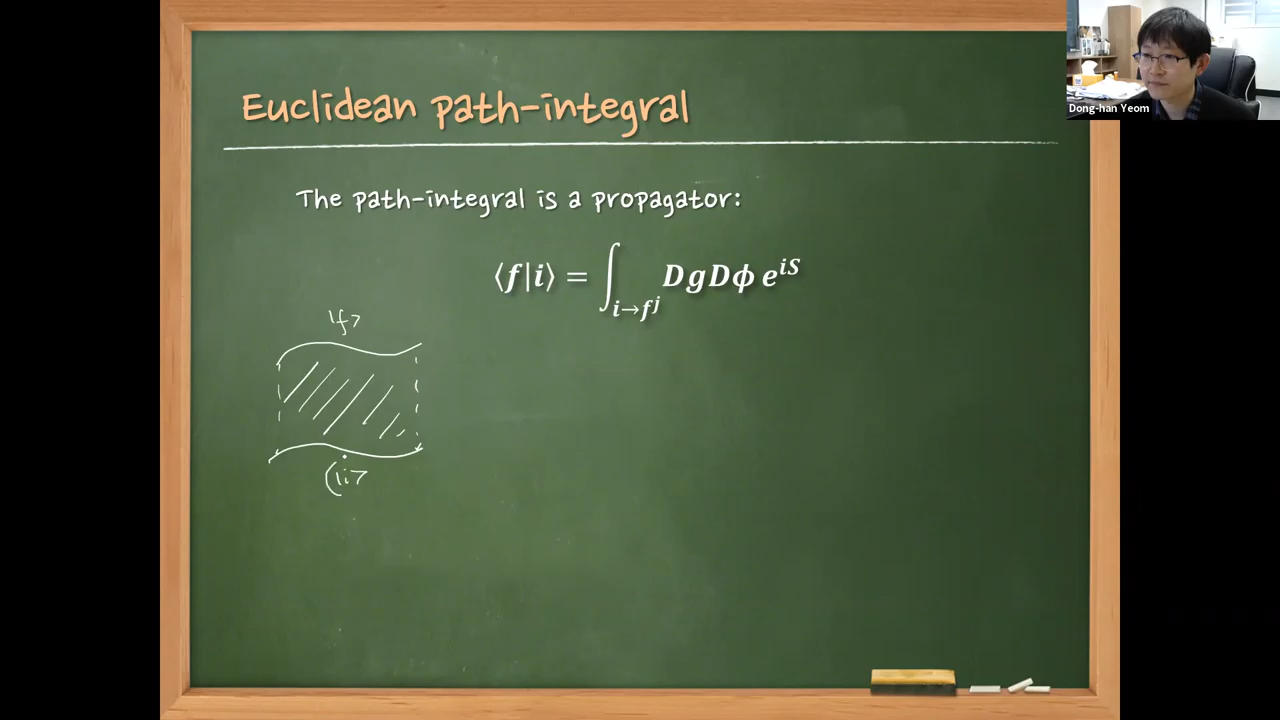 Dong-han Yeom
Euclidean path-integral
The path-integral is a propagator:
⟨f|i⟩ = ∫_{i→f^j} DgDϕ e^{iS}
|f>
|i>